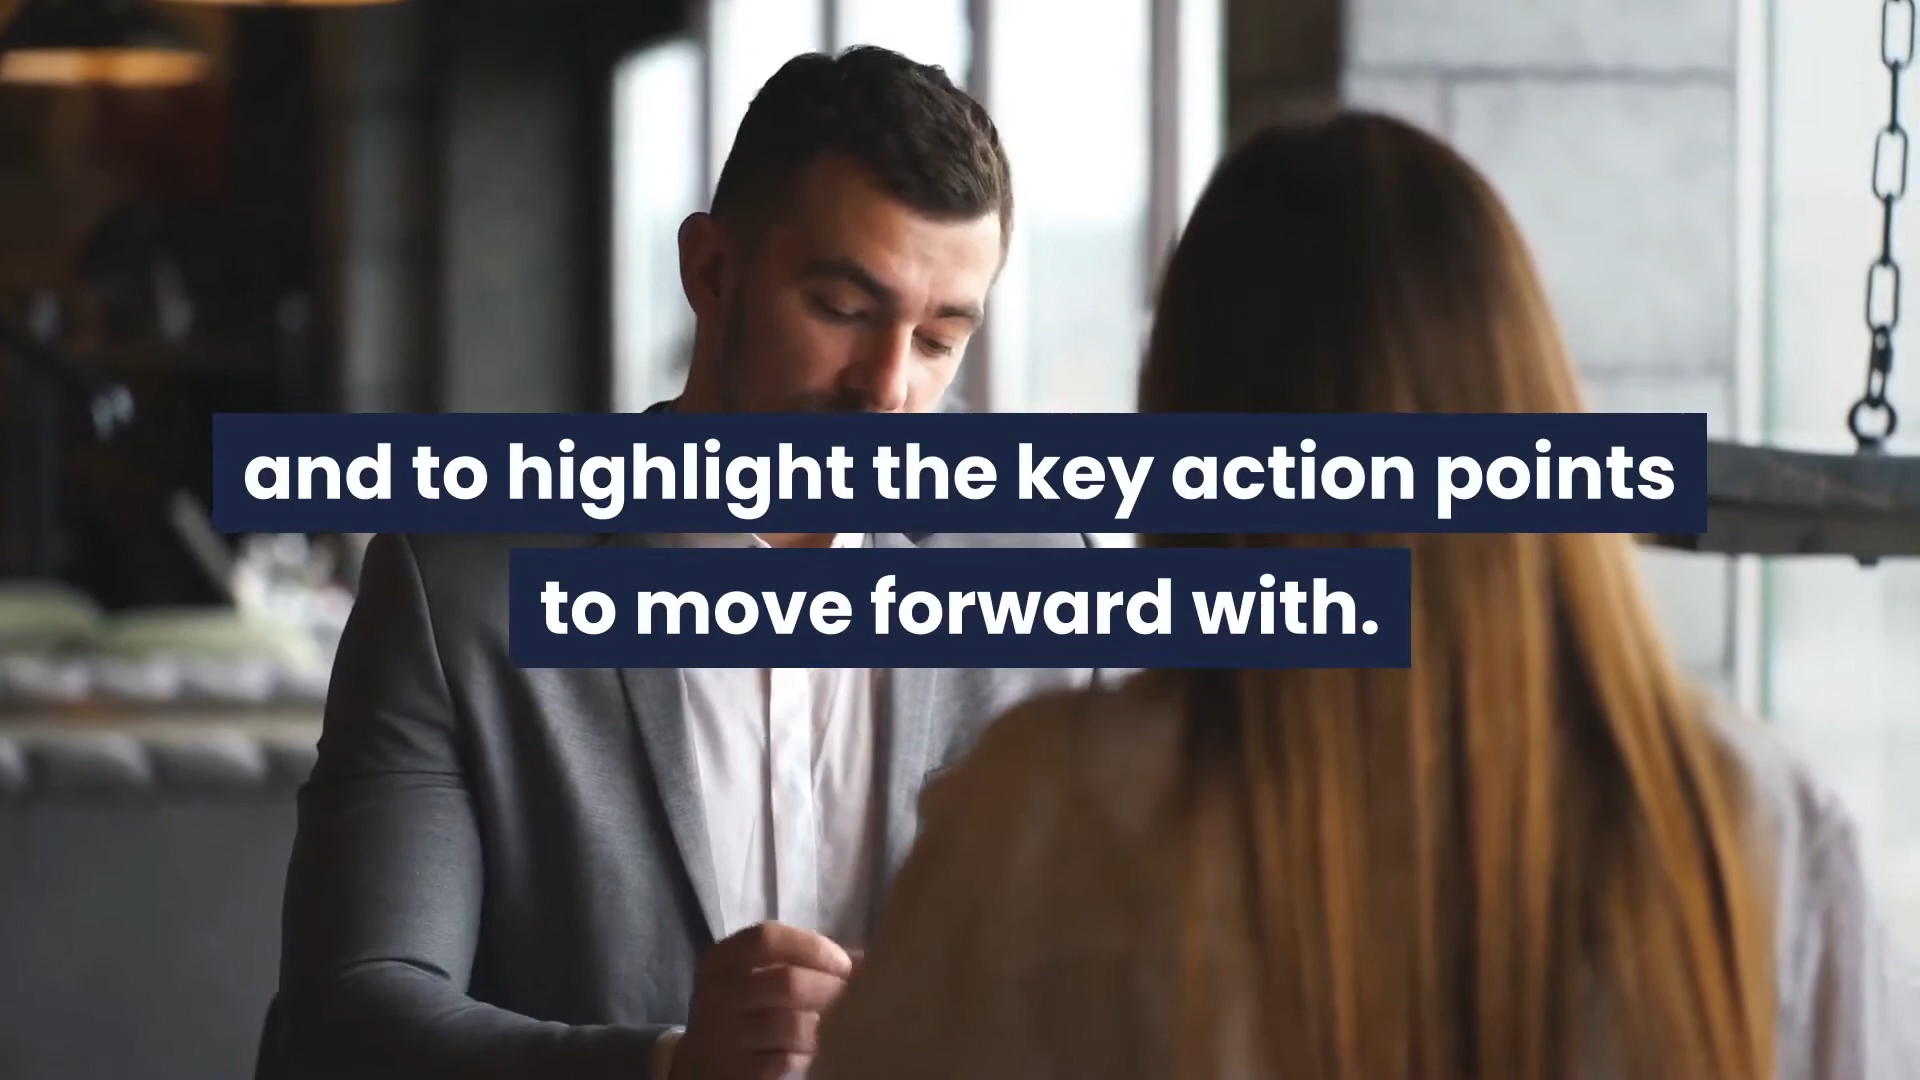 and to highlight the key action points
to move forward with.